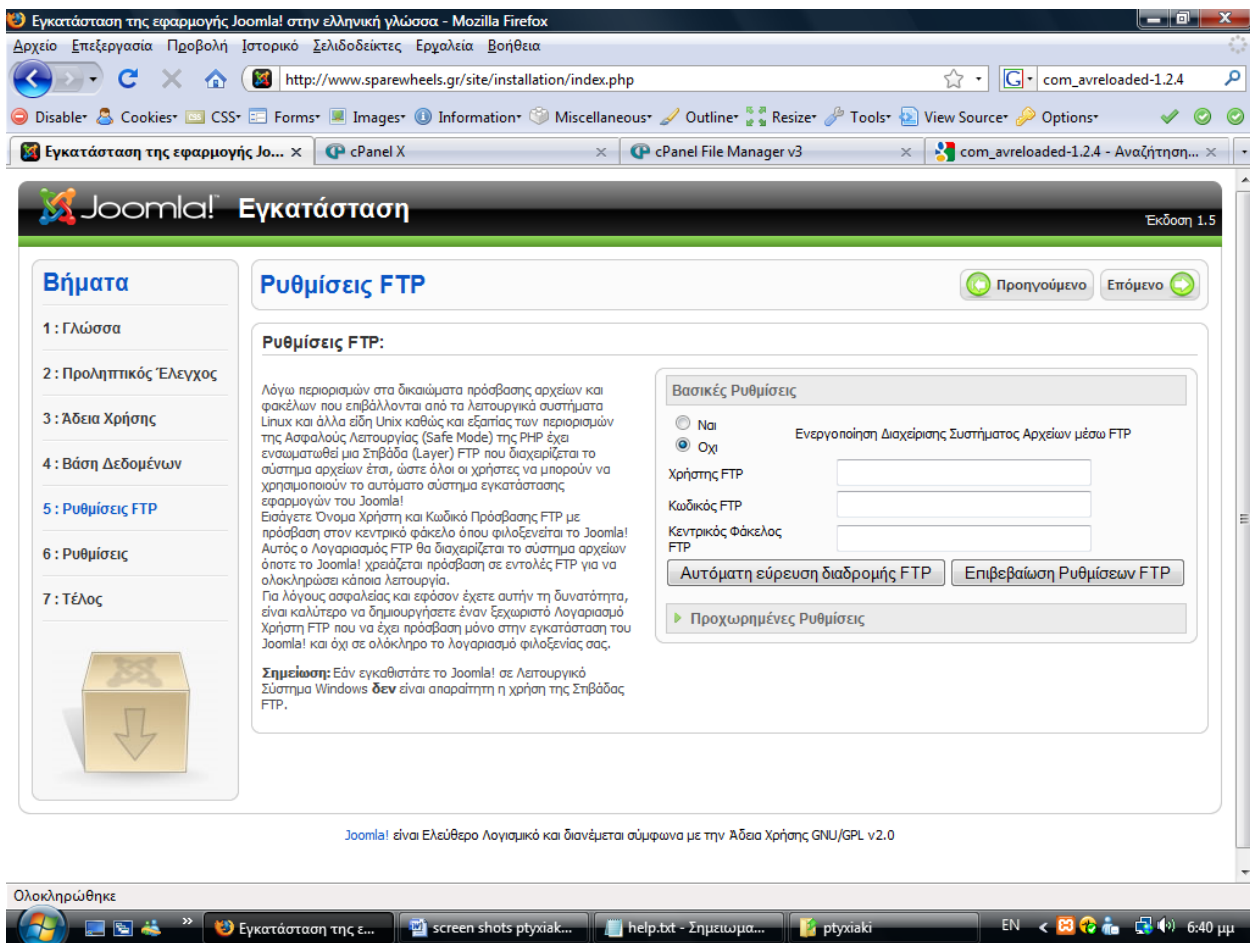 Εγκατάσταση της εφαρμογής Joomla! στην ελληνική γλώσσα - Mozilla Firefox
Αρχείο Επεξεργασία Προβολή Ιστορικό Σελιδοδείκτες Εργαλεία Βοήθεια
http://www.sparewheels.gr/site/installation/index.php
com_avreloaded-1.2.4
Disable Cookies CSS Forms Images Information Miscellaneous Outline Resize Tools View Source Options
Εγκατάσταση της εφαρμογής Jo...
cPanel X
cPanel File Manager v3
com_avreloaded-1.2.4 - Αναζήτηση...
Joomla! Εγκατάσταση
Έκδοση 1.5
Βήματα
1 : Γλώσσα
2 : Προληπτικός Έλεγχος
3 : Άδεια Χρήσης
4 : Βάση Δεδομένων
5 : Ρυθμίσεις FTP
6 : Ρυθμίσεις
7 : Τέλος
Ρυθμίσεις FTP
Προηγούμενο
Επόμενο
Ρυθμίσεις FTP:
Λόγω περιορισμών στα δικαιώματα πρόσβασης αρχείων και
φακέλων που επιβάλλονται από τα λειτουργικά συστήματα
Linux και άλλα είδη Unix καθώς και εξαιτίας των περιορισμών
της Ασφαλούς Λειτουργίας (Safe Mode) της PHP έχει
ενσωματωθεί μια Στιβάδα (Layer) FTP που διαχειρίζεται το
σύστημα αρχείων έτσι, ώστε όλοι οι χρήστες να μπορούν να
χρησιμοποιούν το αυτόματο σύστημα εγκατάστασης
εφαρμογών του Joomla!
Εισάγετε Όνομα Χρήστη και Κωδικό Πρόσβασης FTP με
πρόσβαση στον κεντρικό φάκελο όπου φιλοξενείται το Joomla!
Αυτός ο Λογαριασμός FTP θα διαχειρίζεται το σύστημα αρχείων
όποτε το Joomla! χρειάζεται πρόσβαση σε εντολές FTP για να
ολοκληρώσει κάποια λειτουργία.
Για λόγους ασφαλείας και εφόσον έχετε αυτήν τη δυνατότητα,
είναι καλύτερο να δημιουργήσετε έναν ξεχωριστό Λογαριασμό
Χρήστη FTP που να έχει πρόσβαση μόνο στην εγκατάσταση του
Joomla! και όχι σε ολόκληρο το λογαριασμό φιλοξενίας σας.
Σημείωση: Εάν εγκαθιστάτε το Joomla! σε Λειτουργικό
Σύστημα Windows δεν είναι απαραίτητη η χρήση της Στιβάδας
FTP.
Βασικές Ρυθμίσεις
Ναι
Οχι
Ενεργοποίηση Διαχείρισης Συστήματος Αρχείων μέσω FTP
Χρήστης FTP
Κωδικός FTP
Κεντρικός Φάκελος
FTP
Αυτόματη εύρευση διαδρομής FTP
Επιβεβαίωση Ρυθμίσεων FTP
Προχωρημένες Ρυθμίσεις
Joomla! είναι Ελεύθερο Λογισμικό και διανέμεται σύμφωνα με την Άδεια Χρήσης GNU/GPL v2.0
Ολοκληρώθηκε
Εγκατάσταση της ε...
screen shots ptyxiak...
help.txt - Σημειωμα...
ptyxiaki
EN
6:40 μμ